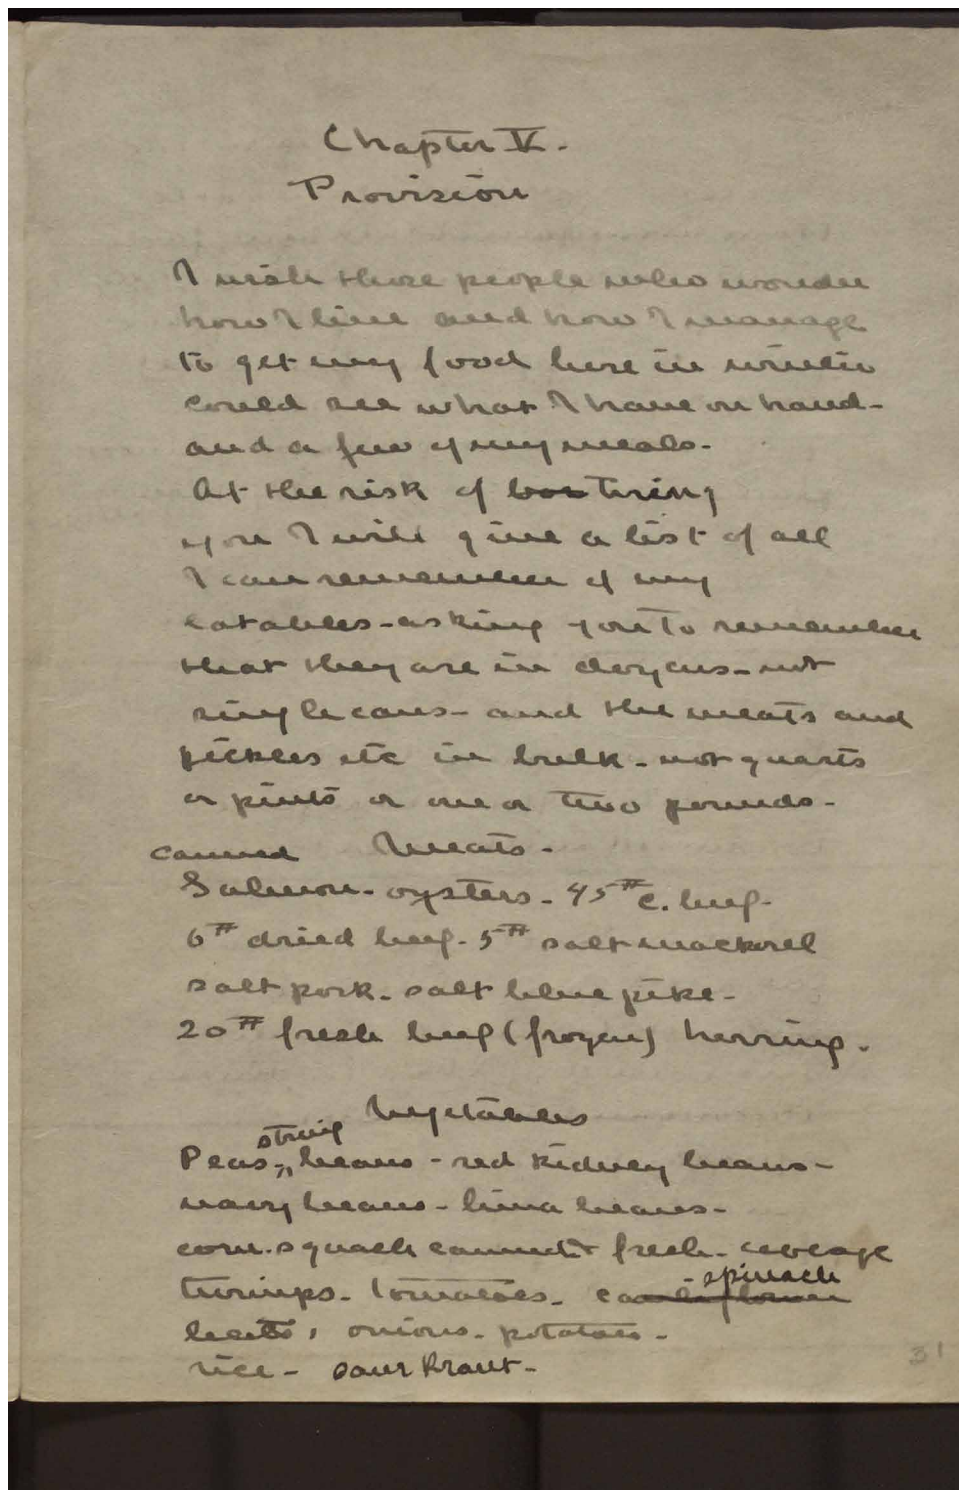 Chapter V.
Provision
I wish those people who wonder
how I live and how I manage
to get my food here in winter
could see what I have on hand-
and a few of my meals.
At the risk of tiring
you I will give a list of all
I can remember of my
eatables - asking you to remember
that they are in dozens - not
single cans - and the meats and
pickles etc in bulk - not quarts
or pints or one or two pounds -
canned Meats -
Salmon - oysters - 45# c. beef -
6# dried beef - 5# salt mackerel
salt pork - salt blue pike -
20# fresh beef (frozen) herring.
Vegetables
string
Peas -, beans - red kidney beans -
navy beans - lima beans -
corn - squash canned & fresh - cabbage
- spinach
turnips - tomatoes - cauliflower
beets, onions - potatoes -
rice - saur kraut -
31